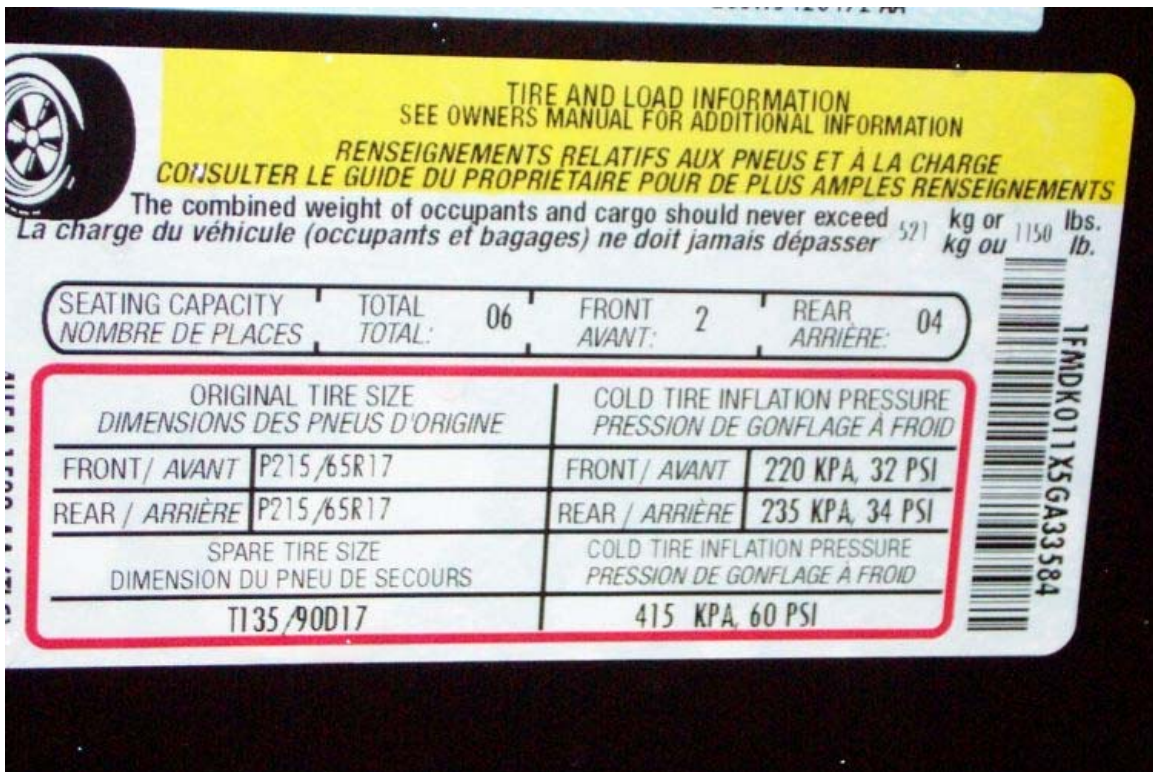 TIRE AND LOAD INFORMATION
SEE OWNERS MANUAL FOR ADDITIONAL INFORMATION
RENSEIGNEMENTS RELATIFS AUX PNEUS ET À LA CHARGE
CONSULTER LE GUIDE DU PROPRIÉTAIRE POUR DE PLUS AMPLES RENSEIGNEMENTS
The combined weight of occupants and cargo should never exceed 521 kg or 1150 lbs.
La charge du véhicule (occupants et bagages) ne doit jamais dépasser kg ou lb.
SEATING CAPACITY TOTAL 06 FRONT 2 REAR 04
NOMBRE DE PLACES TOTAL: AVANT: ARRIÈRE:
ORIGINAL TIRE SIZE COLD TIRE INFLATION PRESSURE
DIMENSIONS DES PNEUS D'ORIGINE PRESSION DE GONFLAGE À FROID
FRONT/ AVANT P215/65R17 FRONT/ AVANT 220 KPA, 32 PSI
REAR / ARRIÈRE P215/65R17 REAR / ARRIÈRE 235 KPA, 34 PSI
SPARE TIRE SIZE COLD TIRE INFLATION PRESSURE
DIMENSION DU PNEU DE SECOURS PRESSION DE GONFLAGE À FROID
T135/90D17 415 KPA, 60 PSI
1FMDK011X5GA33584